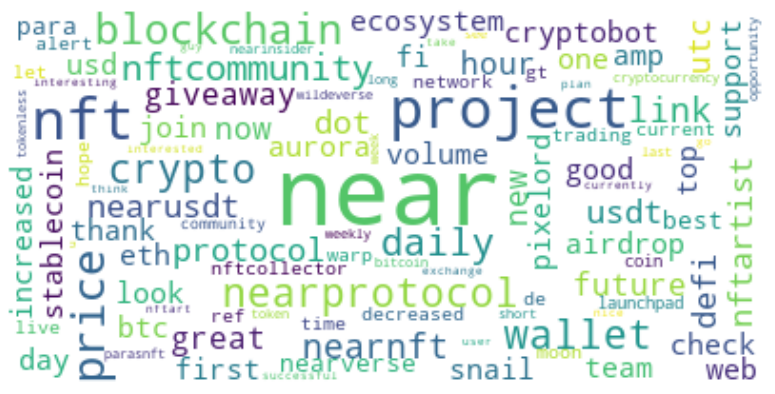 para
alert
blockchain
guy
nearinsider
ecosystem
take
see
cryptobot
utc
support
opportunity
let
usd
nftcommunity
long
fi
hour
gt
one
amp
interesting
network
plan
cryptocurrency
tokenless
nft
giveaway
wildeverse
project
link
join
now
dot
trading
current
increased
stablecoin
hope
interested
aurora
week
volume
pixelord
good
top
last
go
crypto
think
near
new
currently
nftartist
nearusdt
usdt
best
thank
community
weekly
daily
eth
protocol
warp
bitcoin
airdrop
price
nftcollector
exchange
coin
defi
look
nearprotocol
future
launchpad
nftart
ref
token
decreased
de
short
nice
live
btc
great
time
nearnft
user
wallet
check
day
parasnft
first
successful
nearverse
snail
moon
team
web